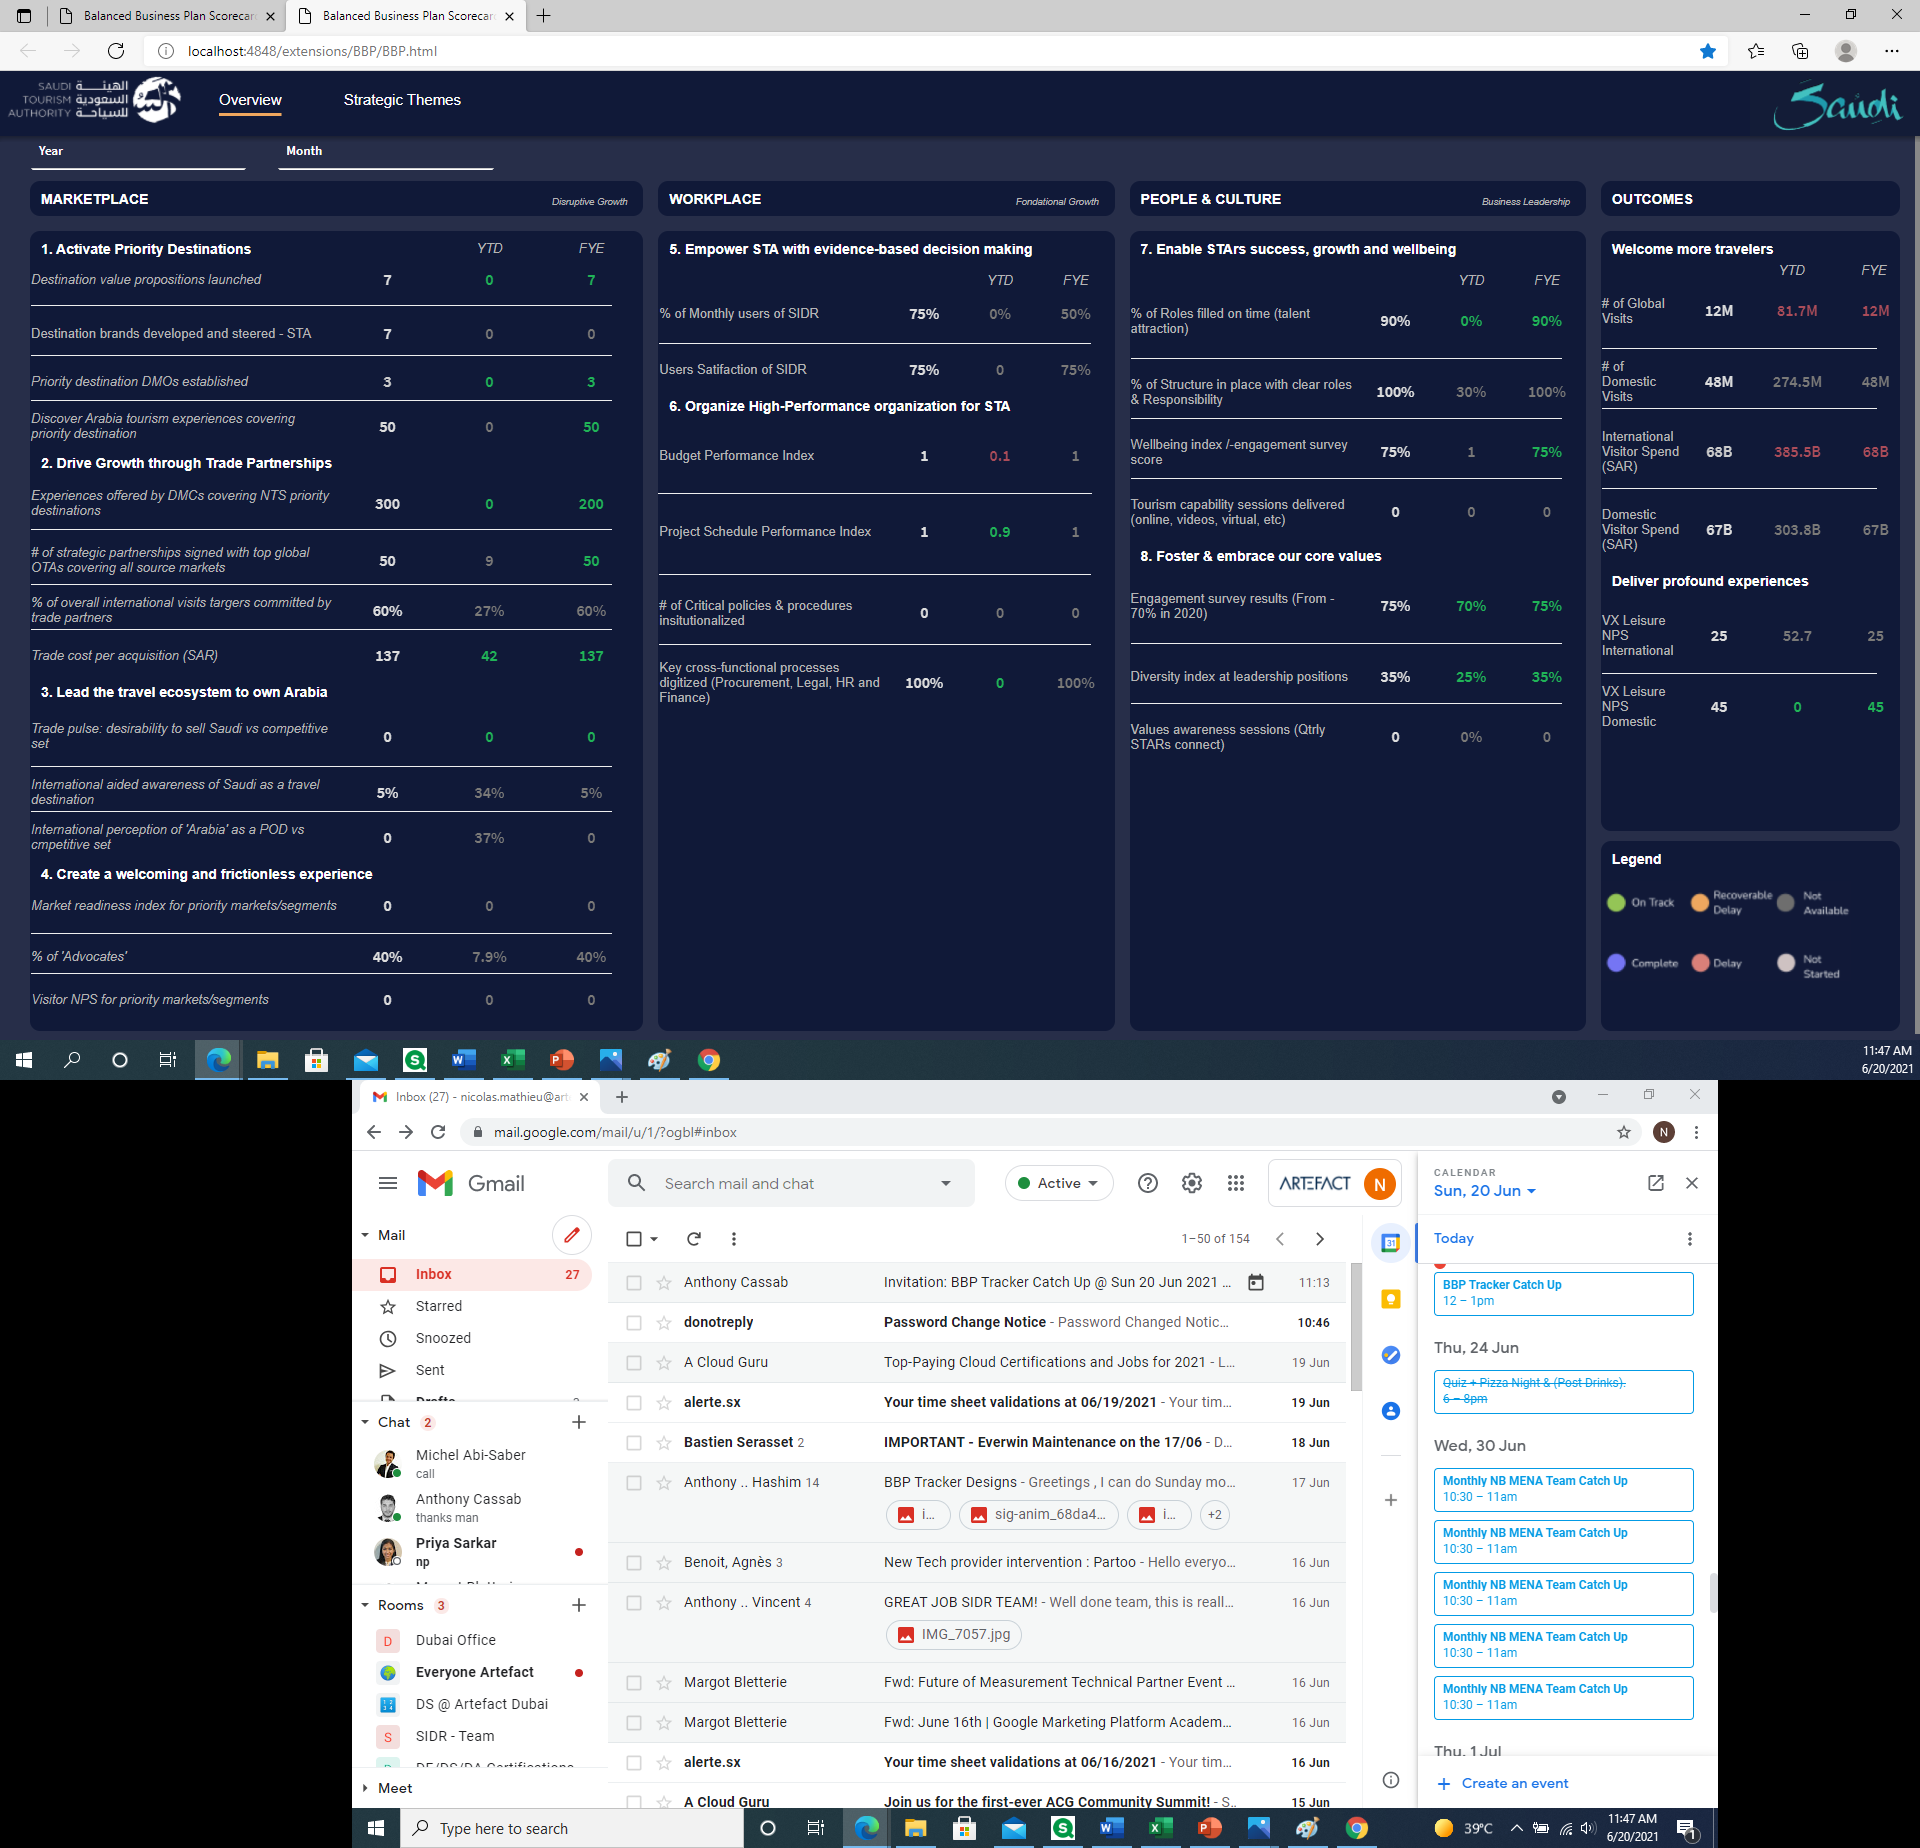 Balanced Business Plan Scorecar
Balanced Business Plan Scorecar
localhost:4848/extensions/BBP/BBP.html
SAUDI TOURISM AUTHORITY
الهيئة السعودية للسياحة
Overview
Strategic Themes
Saudi
Year
Month
MARKETPLACE
Disruptive Growth
1. Activate Priority Destinations YTD FYE
Destination value propositions launched 7 0 7
Destination brands developed and steered - STA 7 0 0
Priority destination DMOs established 3 0 3
Discover Arabia tourism experiences covering
priority destination 50 0 50
2. Drive Growth through Trade Partnerships
Experiences offered by DMCs covering NTS priority
destinations 300 0 200
# of strategic partnerships signed with top global
OTAs covering all source markets 50 9 50
% of overall international visits targers committed by
trade partners 60% 27% 60%
Trade cost per acquisition (SAR) 137 42 137
3. Lead the travel ecosystem to own Arabia
Trade pulse: desirability to sell Saudi vs competitive
set 0 0 0
International aided awareness of Saudi as a travel
destination 5% 34% 5%
International perception of 'Arabia' as a POD vs
cmpetitive set 0 37% 0
4. Create a welcoming and frictionless experience
Market readiness index for priority markets/segments 0 0 0
% of 'Advocates' 40% 7.9% 40%
Visitor NPS for priority markets/segments 0 0 0
WORKPLACE
Fondational Growth
5. Empower STA with evidence-based decision making
YTD FYE
% of Monthly users of SIDR 75% 0% 50%
Users Satifaction of SIDR 75% 0 75%
6. Organize High-Performance organization for STA
Budget Performance Index 1 0.1 1
Project Schedule Performance Index 1 0.9 1
# of Critical policies & procedures
insitutionalized 0 0 0
Key cross-functional processes
digitized (Procurement, Legal, HR and
Finance) 100% 0 100%
PEOPLE & CULTURE
Business Leadership
7. Enable STArs success, growth and wellbeing
YTD FYE
% of Roles filled on time (talent
attraction) 90% 0% 90%
% of Structure in place with clear roles
& Responsibility 100% 30% 100%
Wellbeing index /-engagement survey
score 75% 1 75%
Tourism capability sessions delivered
(online, videos, virtual, etc) 0 0 0
8. Foster & embrace our core values
Engagement survey results (From -
70% in 2020) 75% 70% 75%
Diversity index at leadership positions 35% 25% 35%
Values awareness sessions (Qtrly
STARs connect) 0 0% 0
OUTCOMES
Welcome more travelers
YTD FYE
# of Global
Visits 12M 81.7M 12M
# of
Domestic
Visits 48M 274.5M 48M
International
Visitor Spend
(SAR) 68B 385.5B 68B
Domestic
Visitor Spend
(SAR) 67B 303.8B 67B
Deliver profound experiences
VX Leisure
NPS
International 25 52.7 25
VX Leisure
NPS
Domestic 45 0 45
Legend
On Track
Recoverable Delay
Not Available
Complete
Delay
Not Started
11:47 AM
6/20/2021
Inbox (27) - nicolas.mathieu@art
mail.google.com/mail/u/1/?ogbl#inbox
N
Gmail
Search mail and chat
Active
ARTEFACT
N
Mail
Inbox 27
Starred
Snoozed
Sent
Drafts
Chat 2
Michel Abi-Saber
call
Anthony Cassab
thanks man
Priya Sarkar
np
Rooms 3
D Dubai Office
Everyone Artefact
DS @ Artefact Dubai
S SIDR - Team
DE/DS/DA Certifications
Meet
1–50 of 154
Anthony Cassab Invitation: BBP Tracker Catch Up @ Sun 20 Jun 2021 ... 11:13
donotreply Password Change Notice - Password Changed Notic... 10:46
A Cloud Guru Top-Paying Cloud Certifications and Jobs for 2021 - L... 19 Jun
alerte.sx Your time sheet validations at 06/19/2021 - Your tim... 19 Jun
Bastien Serasset 2 IMPORTANT - Everwin Maintenance on the 17/06 - D... 18 Jun
Anthony .. Hashim 14 BBP Tracker Designs - Greetings , I can do Sunday mo... 17 Jun
i... sig-anim_68da4... i... +2
Benoit, Agnès 3 New Tech provider intervention : Partoo - Hello everyo... 16 Jun
Anthony .. Vincent 4 GREAT JOB SIDR TEAM! - Well done team, this is reall... 16 Jun
IMG_7057.jpg
Margot Bletterie Fwd: Future of Measurement Technical Partner Event ... 16 Jun
Margot Bletterie Fwd: June 16th | Google Marketing Platform Academ... 16 Jun
alerte.sx Your time sheet validations at 06/16/2021 - Your tim... 16 Jun
A Cloud Guru Join us for the first-ever ACG Community Summit! - S... 15 Jun
CALENDAR
Sun, 20 Jun
Today
BBP Tracker Catch Up
12 – 1pm
Thu, 24 Jun
Quiz + Pizza Night & (Post Drinks).
6 – 8pm
Wed, 30 Jun
Monthly NB MENA Team Catch Up
10:30 – 11am
Monthly NB MENA Team Catch Up
10:30 – 11am
Monthly NB MENA Team Catch Up
10:30 – 11am
Monthly NB MENA Team Catch Up
10:30 – 11am
Monthly NB MENA Team Catch Up
10:30 – 11am
Thu, 1 Jul
Create an event
Type here to search
39°C
11:47 AM
6/20/2021
1